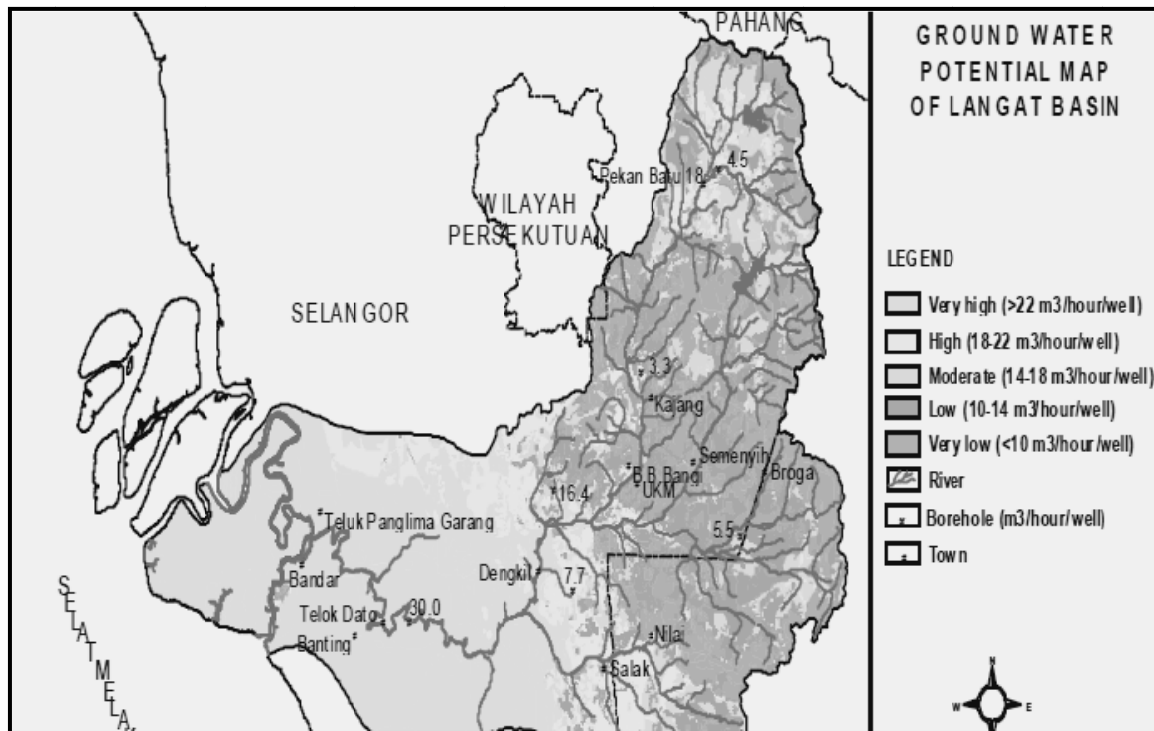 PAHANG
GROUND WATER
POTENTIAL MAP
OF LANGAT BASIN
4.5
Pekan Batu 18
WILAYAH
PERSEKUTUAN
SELANGOR
3.3
Kajang
Semenyih
B.B.Bangi
Broga
UKM
16.4
Teluk Panglima Garang
5.5
Dengkil
7.7
Bandar
Telok Dato
30.0
Banting
Nilai
Salak
SELAT MELA
LEGEND
Very high (>22 m3/hour/well)
High (18-22 m3/hour/well)
Moderate (14-18 m3/hour/well)
Low (10-14 m3/hour/well)
Very low (<10 m3/hour/well)
River
Borehole (m3/hour/well)
Town
N
W
E